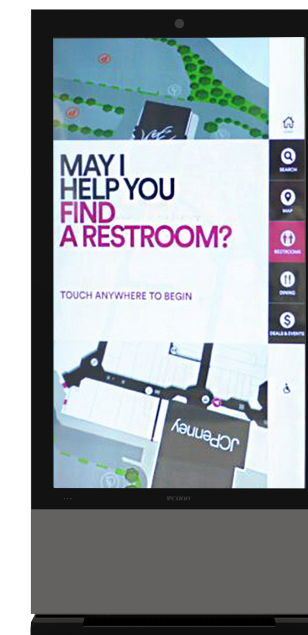 MAY I
HELP YOU
FIND
A RESTROOM?
TOUCH ANYWHERE TO BEGIN
SEARCH
MAP
RESTROOMS
DINING
DEALS & EVENTS
JCPenney